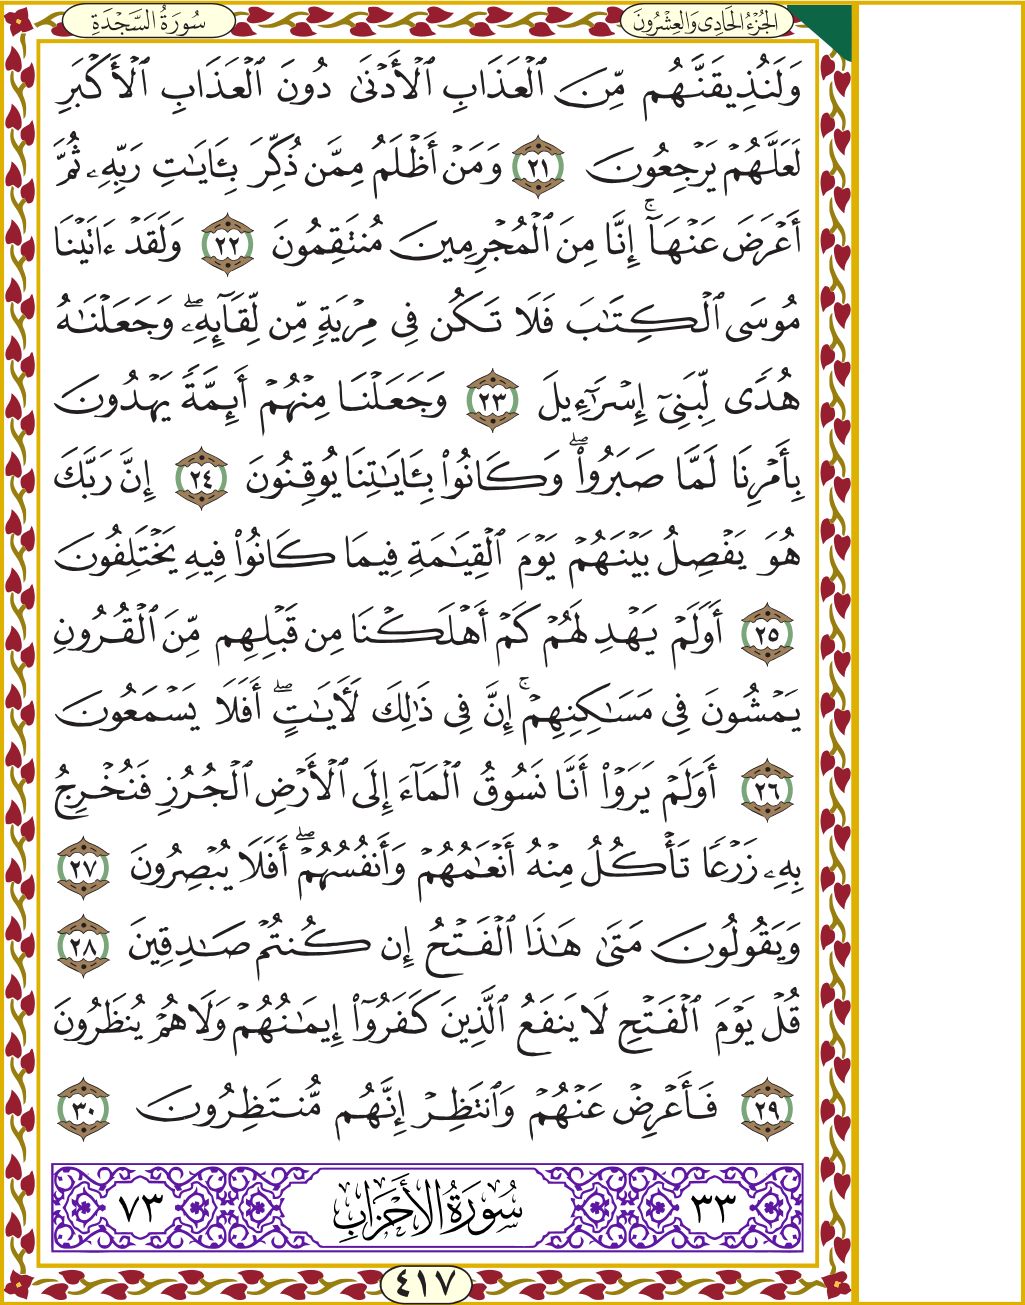 الجُزْءُ الحَادِى وَالعِشْرُونَ سُورَةُ السَّجْدَةِ
وَلَنُذِيقَنَّهُم مِّنَ ٱلْعَذَابِ ٱلْأَدْنَىٰ دُونَ ٱلْعَذَابِ ٱلْأَكْبَرِ
لَعَلَّهُمْ يَرْجِعُونَ ٢١ وَمَنْ أَظْلَمُ مِمَّن ذُكِّرَ بِـَٔايَـٰتِ رَبِّهِۦ ثُمَّ
أَعْرَضَ عَنْهَآ ۚ إِنَّا مِنَ ٱلْمُجْرِمِينَ مُنتَقِمُونَ ٢٢ وَلَقَدْ ءَاتَيْنَا
مُوسَى ٱلْكِتَـٰبَ فَلَا تَكُن فِى مِرْيَةٍ مِّن لِّقَآئِهِۦ ۖ وَجَعَلْنَـٰهُ
هُدًى لِّبَنِىٓ إِسْرَٰٓءِيلَ ٢٣ وَجَعَلْنَا مِنْهُمْ أَئِمَّةً يَهْدُونَ
بِأَمْرِنَا لَمَّا صَبَرُوا۟ ۖ وَكَانُوا۟ بِـَٔايَـٰتِنَا يُوقِنُونَ ٢٤ إِنَّ رَبَّكَ
هُوَ يَفْصِلُ بَيْنَهُمْ يَوْمَ ٱلْقِيَـٰمَةِ فِيمَا كَانُوا۟ فِيهِ يَخْتَلِفُونَ
٢٥ أَوَلَمْ يَهْدِ لَهُمْ كَمْ أَهْلَكْنَا مِن قَبْلِهِم مِّنَ ٱلْقُرُونِ
يَمْشُونَ فِى مَسَـٰكِنِهِمْ ۚ إِنَّ فِى ذَٰلِكَ لَـَٔايَـٰتٍ ۖ أَفَلَا يَسْمَعُونَ
٢٦ أَوَلَمْ يَرَوْا۟ أَنَّا نَسُوقُ ٱلْمَآءَ إِلَى ٱلْأَرْضِ ٱلْجُرُزِ فَنُخْرِجُ
بِهِۦ زَرْعًا تَأْكُلُ مِنْهُ أَنْعَـٰمُهُمْ وَأَنفُسُهُمْ ۖ أَفَلَا يُبْصِرُونَ ٢٧
وَيَقُولُونَ مَتَىٰ هَـٰذَا ٱلْفَتْحُ إِن كُنتُمْ صَـٰدِقِينَ ٢٨
قُلْ يَوْمَ ٱلْفَتْحِ لَا يَنفَعُ ٱلَّذِينَ كَفَرُوٓا۟ إِيمَـٰنُهُمْ وَلَا هُمْ يُنظَرُونَ
٢٩ فَأَعْرِضْ عَنْهُمْ وَٱنتَظِرْ إِنَّهُم مُّنتَظِرُونَ ٣٠
٣٣ سُورَةُ الأَحْزَابِ ٧٣
٤١٧